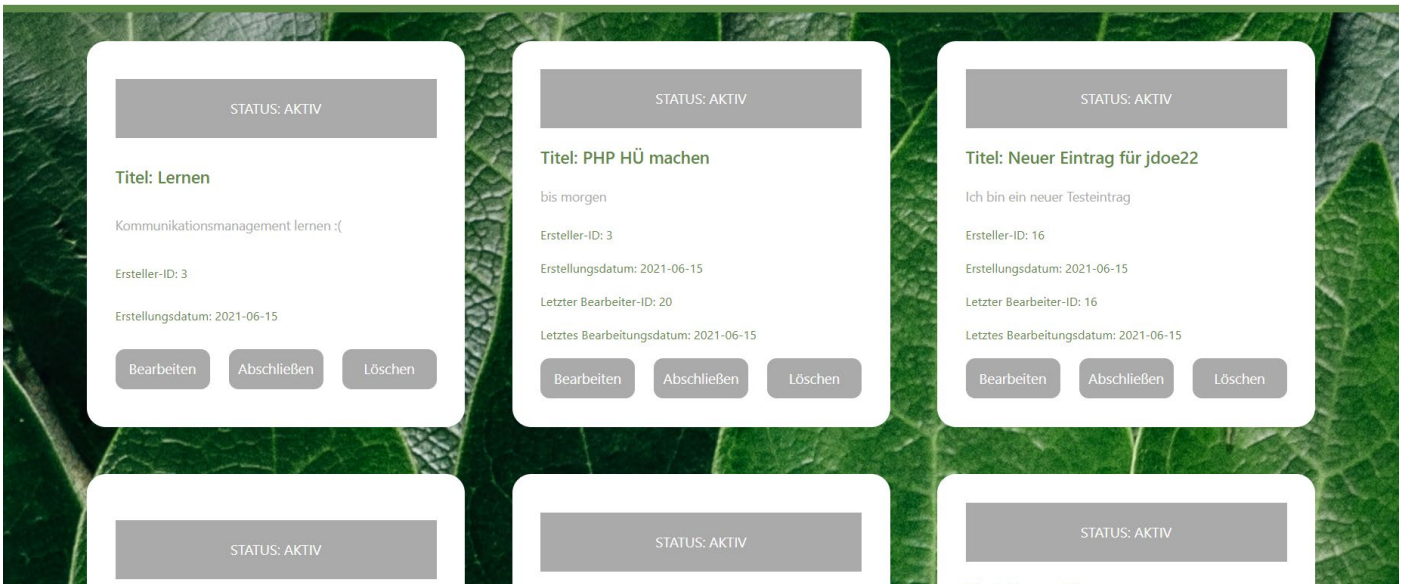 STATUS: AKTIV
Titel: Lernen
Kommunikationsmanagement lernen :(
Ersteller-ID: 3
Erstellungsdatum: 2021-06-15
Bearbeiten
Abschließen
Löschen
STATUS: AKTIV
Titel: PHP HÜ machen
bis morgen
Ersteller-ID: 3
Erstellungsdatum: 2021-06-15
Letzter Bearbeiter-ID: 20
Letztes Bearbeitungsdatum: 2021-06-15
Bearbeiten
Abschließen
Löschen
STATUS: AKTIV
Titel: Neuer Eintrag für jdoe22
Ich bin ein neuer Testeintrag
Ersteller-ID: 16
Erstellungsdatum: 2021-06-15
Letzter Bearbeiter-ID: 16
Letztes Bearbeitungsdatum: 2021-06-15
Bearbeiten
Abschließen
Löschen
STATUS: AKTIV
STATUS: AKTIV
STATUS: AKTIV